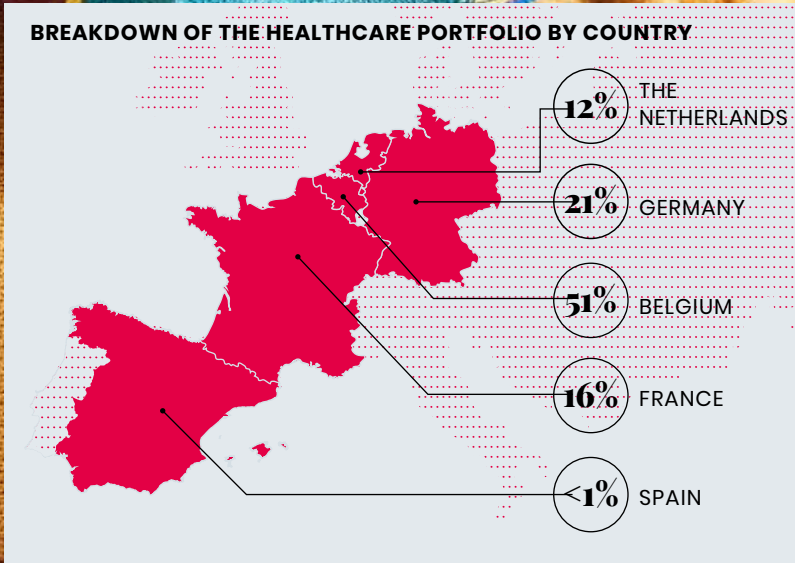 BREAKDOWN OF THE HEALTHCARE PORTFOLIO BY COUNTRY
12% THE
NETHERLANDS
21% GERMANY
51% BELGIUM
16% FRANCE
<1% SPAIN